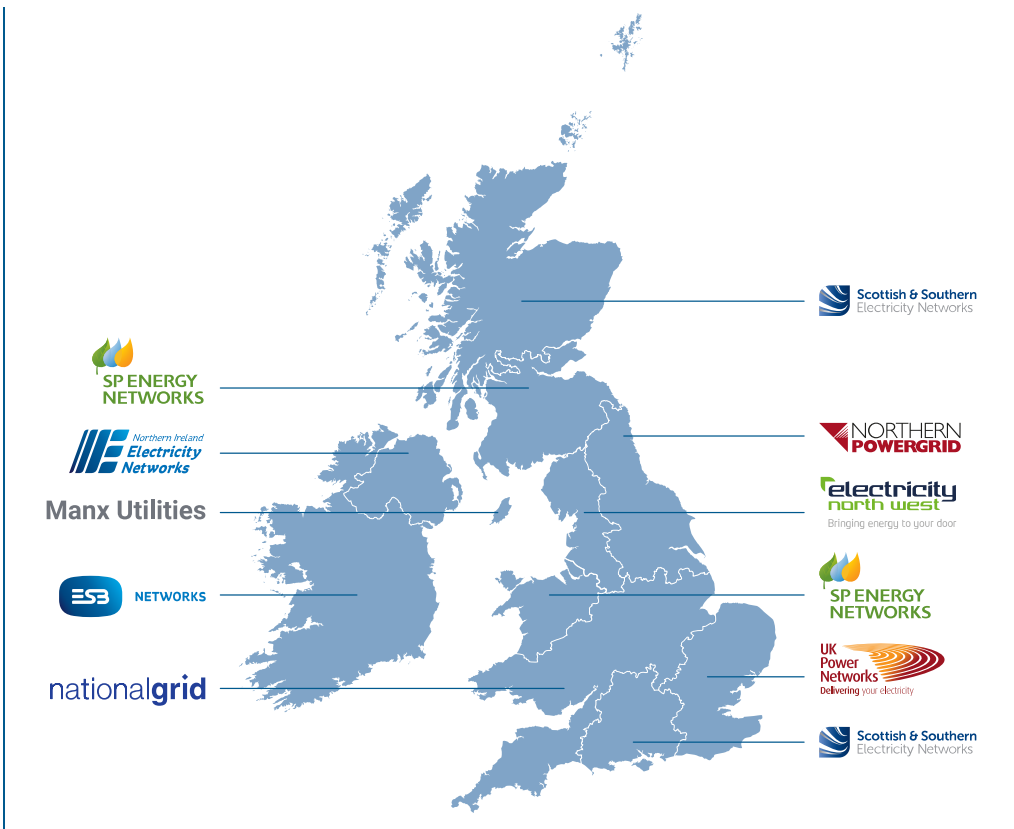 Scottish & Southern
Electricity Networks
SP ENERGY
NETWORKS
Northern Ireland
Electricity
Networks
NORTHERN
POWERGRID
Manx Utilities
electricity
north west
Bringing energy to your door
ESB NETWORKS
SP ENERGY
NETWORKS
nationalgrid
UK
Power
Networks
Delivering your electricity
Scottish & Southern
Electricity Networks